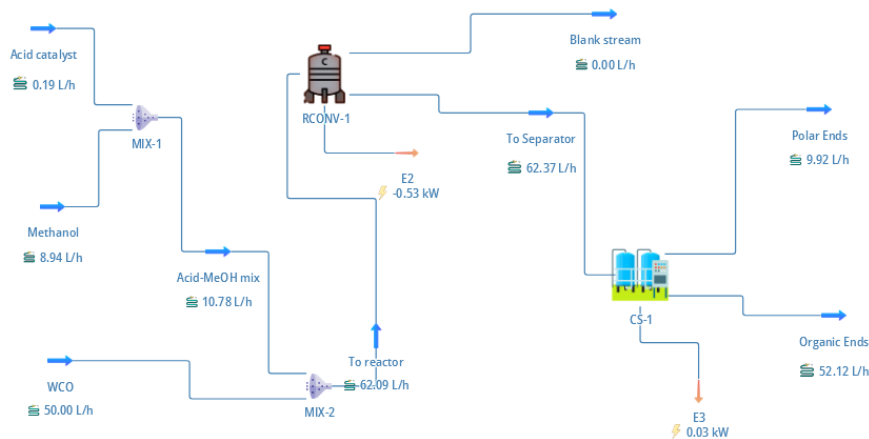 Acid catalyst
0.19 L/h
MIX-1
Methanol
8.94 L/h
Acid-MeOH mix
10.78 L/h
WCO
50.00 L/h
MIX-2
To reactor
62.09 L/h
C
RCONV-1
E2
-0.53 kW
Blank stream
0.00 L/h
To Separator
62.37 L/h
CS-1
E3
0.03 kW
Polar Ends
9.92 L/h
Organic Ends
52.12 L/h